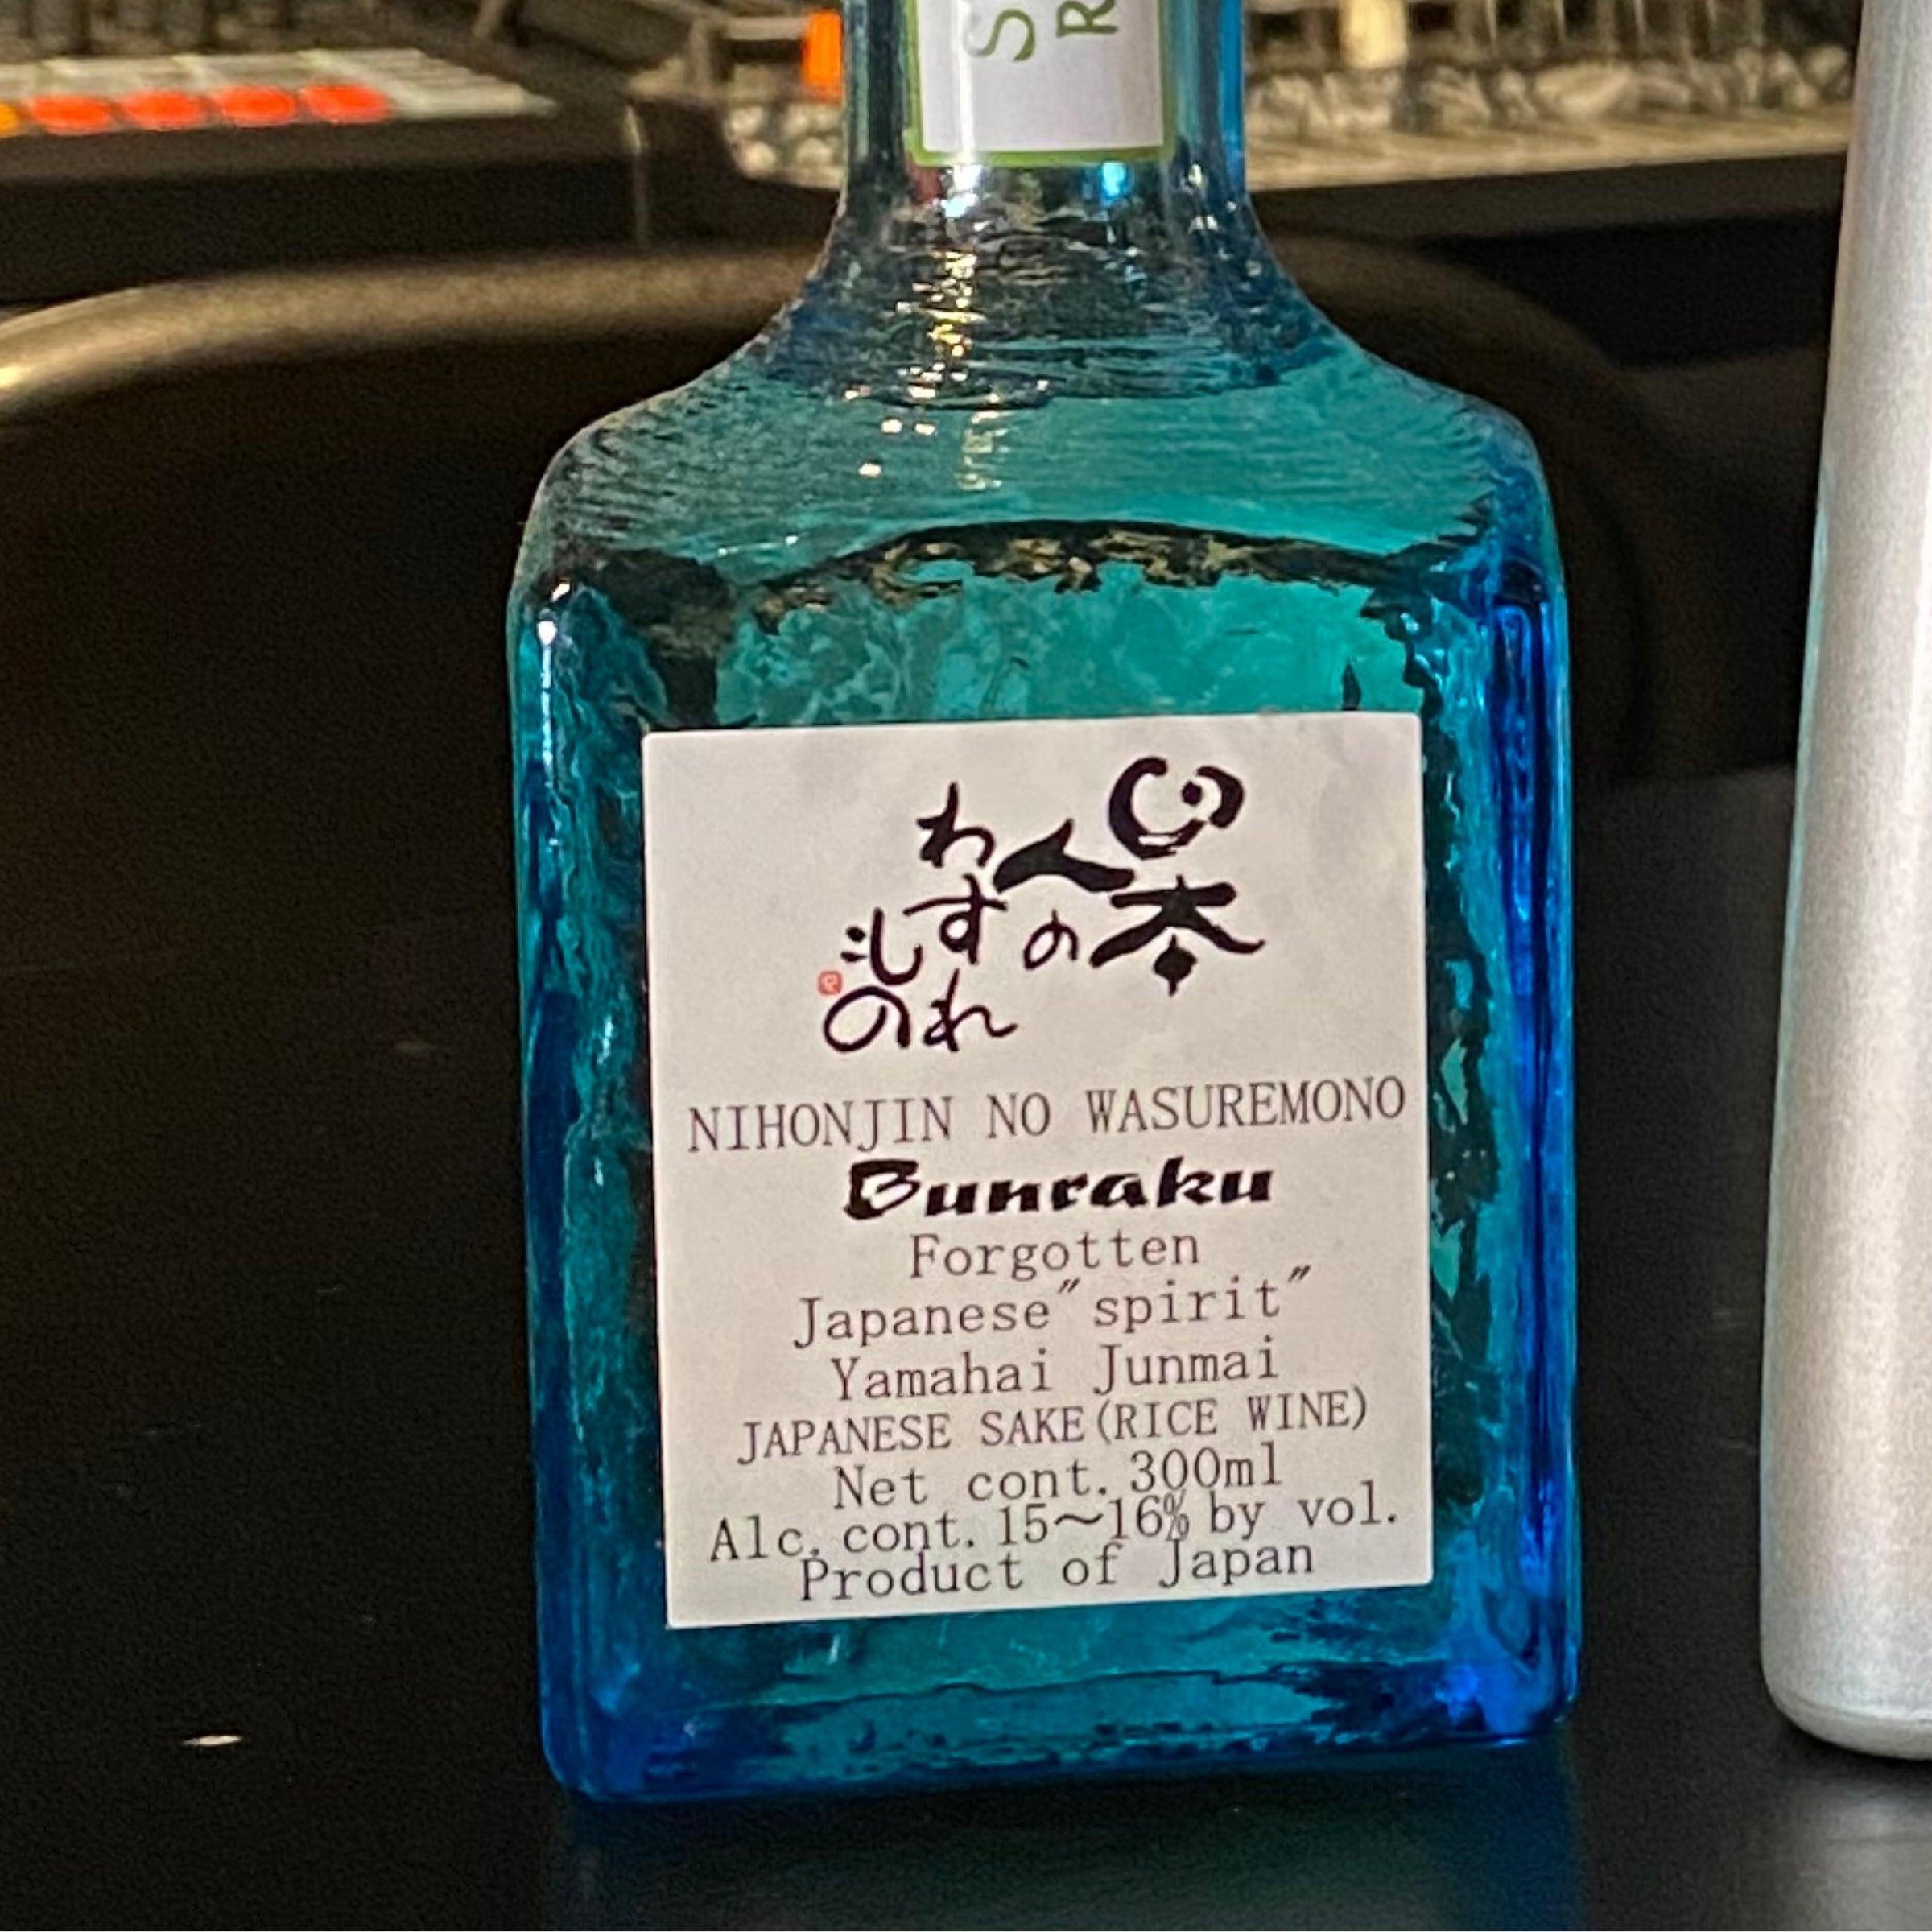 S
R
日本
人の
わすれ
もの
NIHONJIN NO WASUREMONO
Bunraku
Forgotten
Japanese"spirit"
Yamahai Junmai
JAPANESE SAKE(RICE WINE)
Net cont. 300ml
Alc. cont. 15～16% by vol.
Product of Japan